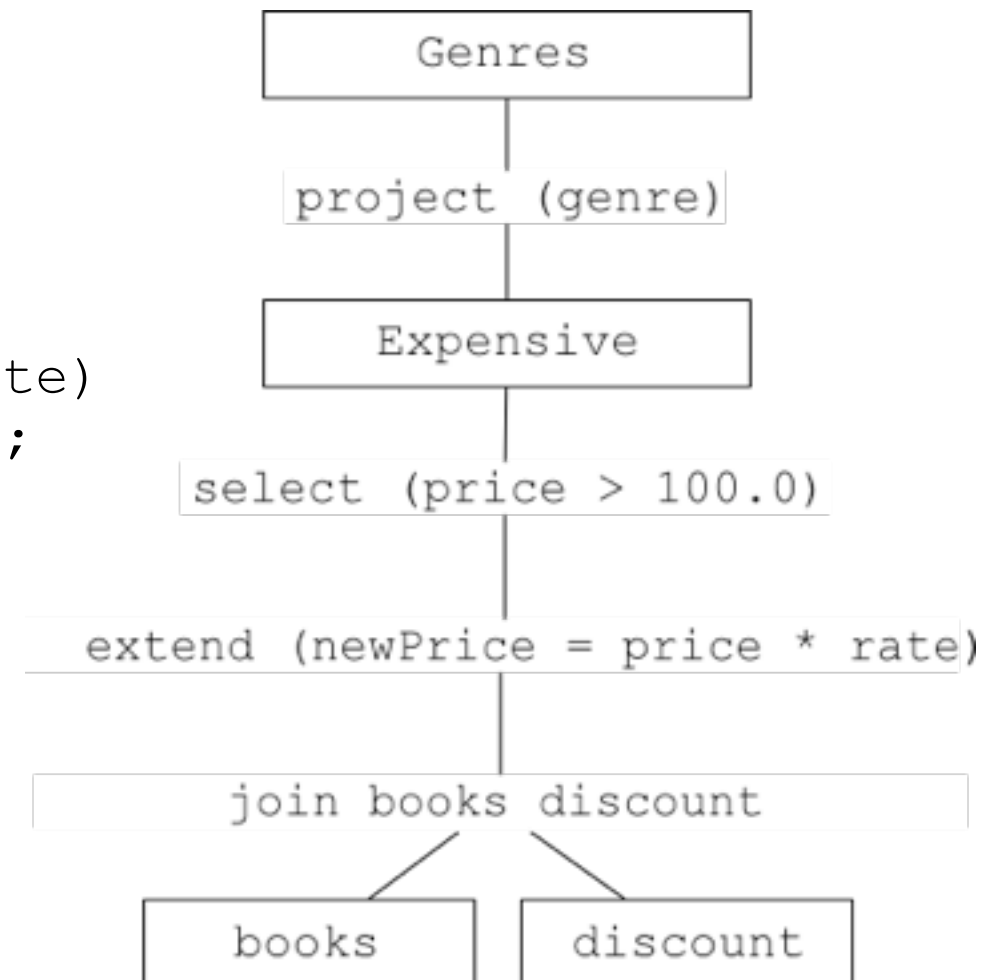 Genres
project (genre)
Expensive
te)
;
select (price > 100.0)
extend (newPrice = price * rate)
join books discount
books
discount